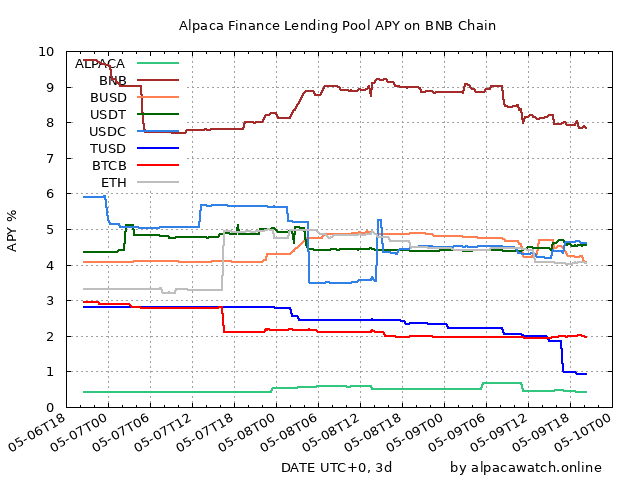 Alpaca Finance Lending Pool APY on BNB Chain
10
9
8
7
6
5
4
3
2
1
0
APY %
ALPACA
BNB
BUSD
USDT
USDC
TUSD
BTCB
ETH
05-06T18
05-07T00
05-07T06
05-07T12
05-07T18
05-08T00
05-08T06
05-08T12
05-08T18
05-09T00
05-09T06
05-09T12
05-09T18
05-10T00
DATE UTC+0, 3d
by alpacawatch.online